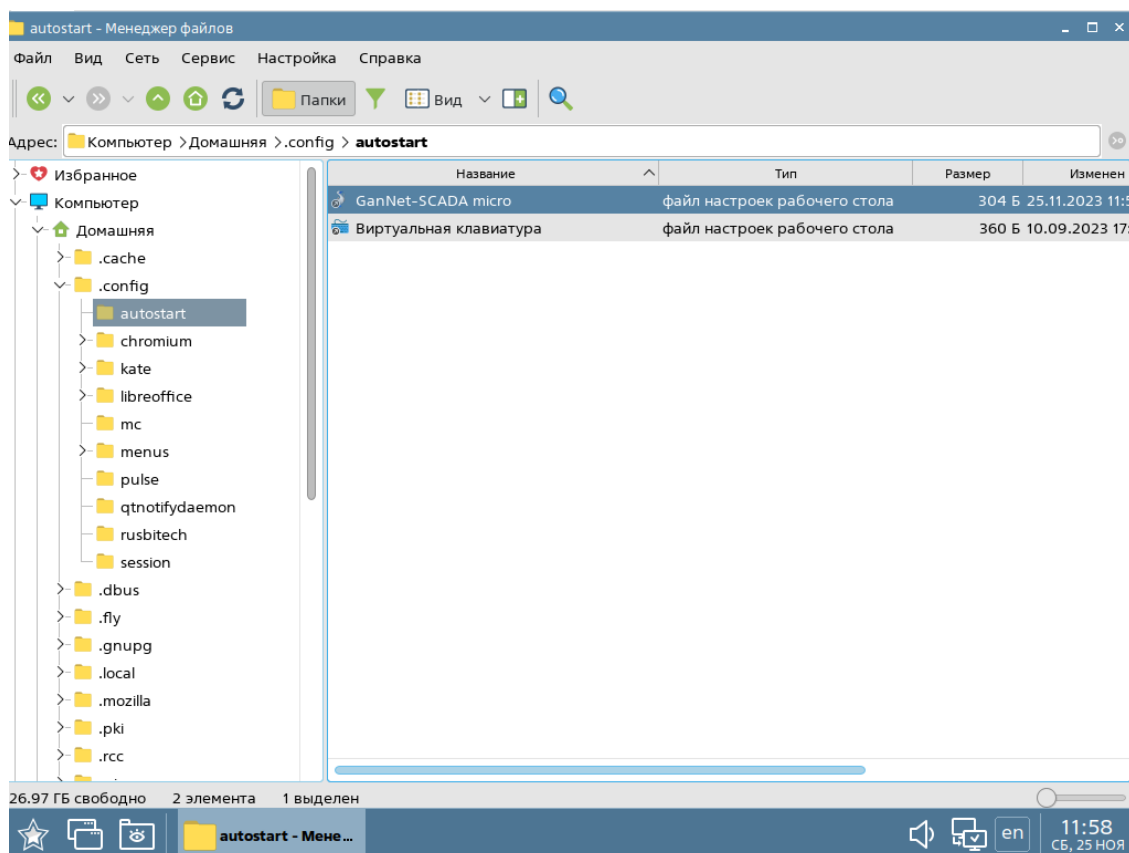 autostart - Менеджер файлов
Файл Вид Сеть Сервис Настройка Справка
Папки Вид
Адрес: Компьютер > Домашняя > .config > autostart
Избранное
Компьютер
Домашняя
.cache
.config
autostart
chromium
kate
libreoffice
mc
menus
pulse
qtnotifydaemon
rusbitech
session
.dbus
.fly
.gnupg
.local
.mozilla
.pki
.rcc
Название Тип Размер Изменен
GanNet-SCADA micro файл настроек рабочего стола 304 Б 25.11.2023 11:5
Виртуальная клавиатура файл настроек рабочего стола 360 Б 10.09.2023 17:
26.97 ГБ свободно 2 элемента 1 выделен
autostart - Мене... en 11:58
СБ, 25 НОЯ